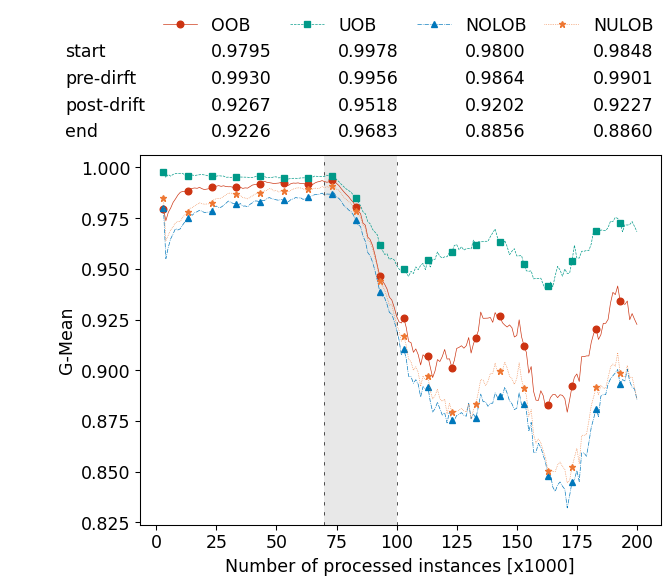 OOB UOB NOLOB NULOB
start 0.9795 0.9978 0.9800 0.9848
pre-dirft 0.9930 0.9956 0.9864 0.9901
post-drift 0.9267 0.9518 0.9202 0.9227
end 0.9226 0.9683 0.8856 0.8860
1.000
0.975
0.950
0.925
0.900
0.875
0.850
0.825
G-Mean
0 25 50 75 100 125 150 175 200
Number of processed instances [x1000]